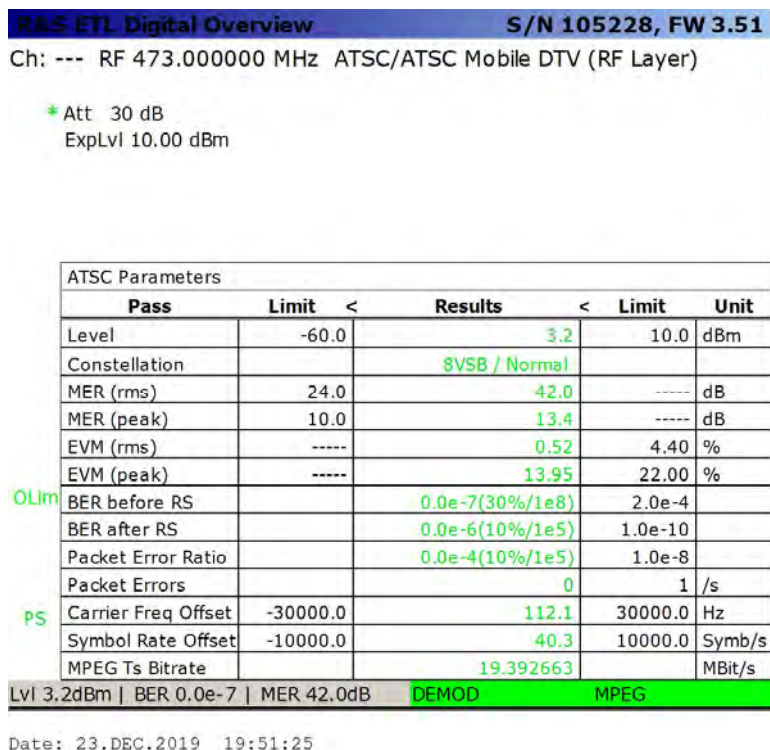 R&S ETL Digital Overview S/N 105228, FW 3.51
Ch: --- RF 473.000000 MHz ATSC/ATSC Mobile DTV (RF Layer)
* Att 30 dB
ExpLvl 10.00 dBm
ATSC Parameters
Pass Limit < Results < Limit Unit
Level -60.0 3.2 10.0 dBm
Constellation 8VSB / Normal
MER (rms) 24.0 42.0 ----- dB
MER (peak) 10.0 13.4 ----- dB
EVM (rms) ----- 0.52 4.40 %
EVM (peak) ----- 13.95 22.00 %
OLim BER before RS 0.0e-7(30%/1e8) 2.0e-4
BER after RS 0.0e-6(10%/1e5) 1.0e-10
Packet Error Ratio 0.0e-4(10%/1e5) 1.0e-8
Packet Errors 0 1 /s
PS Carrier Freq Offset -30000.0 112.1 30000.0 Hz
Symbol Rate Offset -10000.0 40.3 10000.0 Symb/s
MPEG Ts Bitrate 19.392663 MBit/s
Lvl 3.2dBm | BER 0.0e-7 | MER 42.0dB DEMOD MPEG
Date: 23.DEC.2019 19:51:25